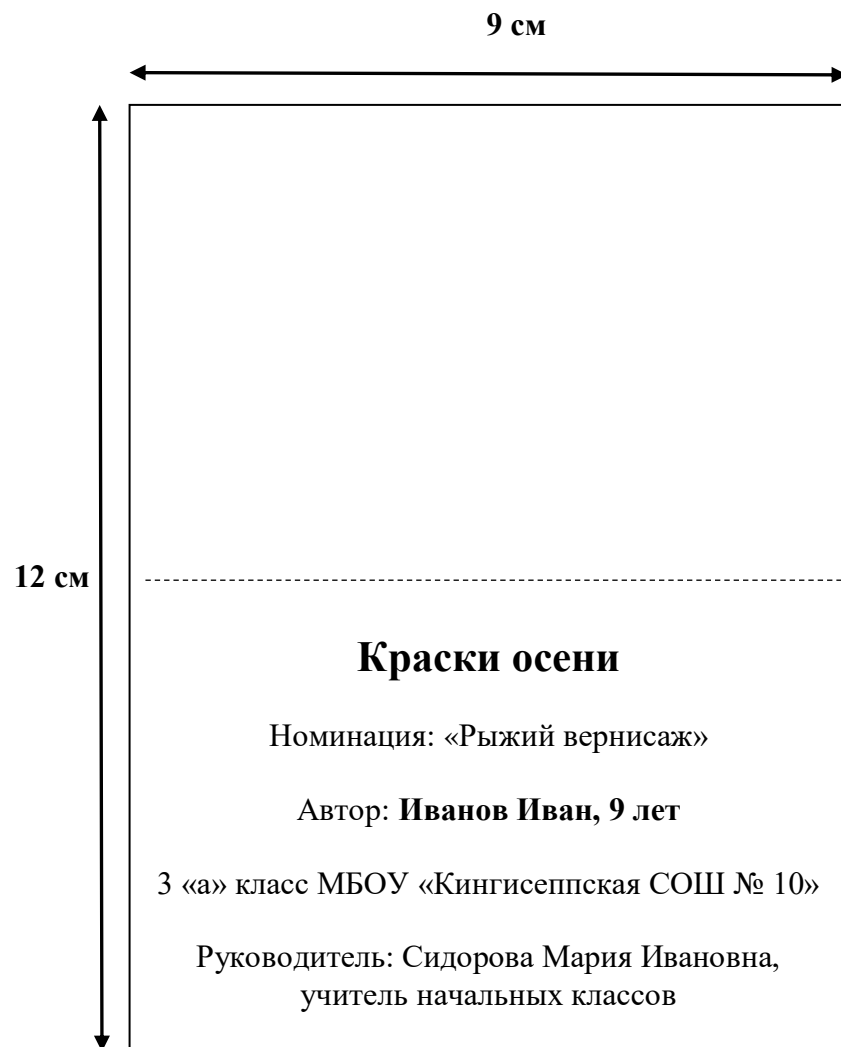 9 см
12 см
Краски осени
Номинация: «Рыжий вернисаж»
Автор: Иванов Иван, 9 лет
3 «а» класс МБОУ «Кингисеппская СОШ № 10»
Руководитель: Сидорова Мария Ивановна,
учитель начальных классов